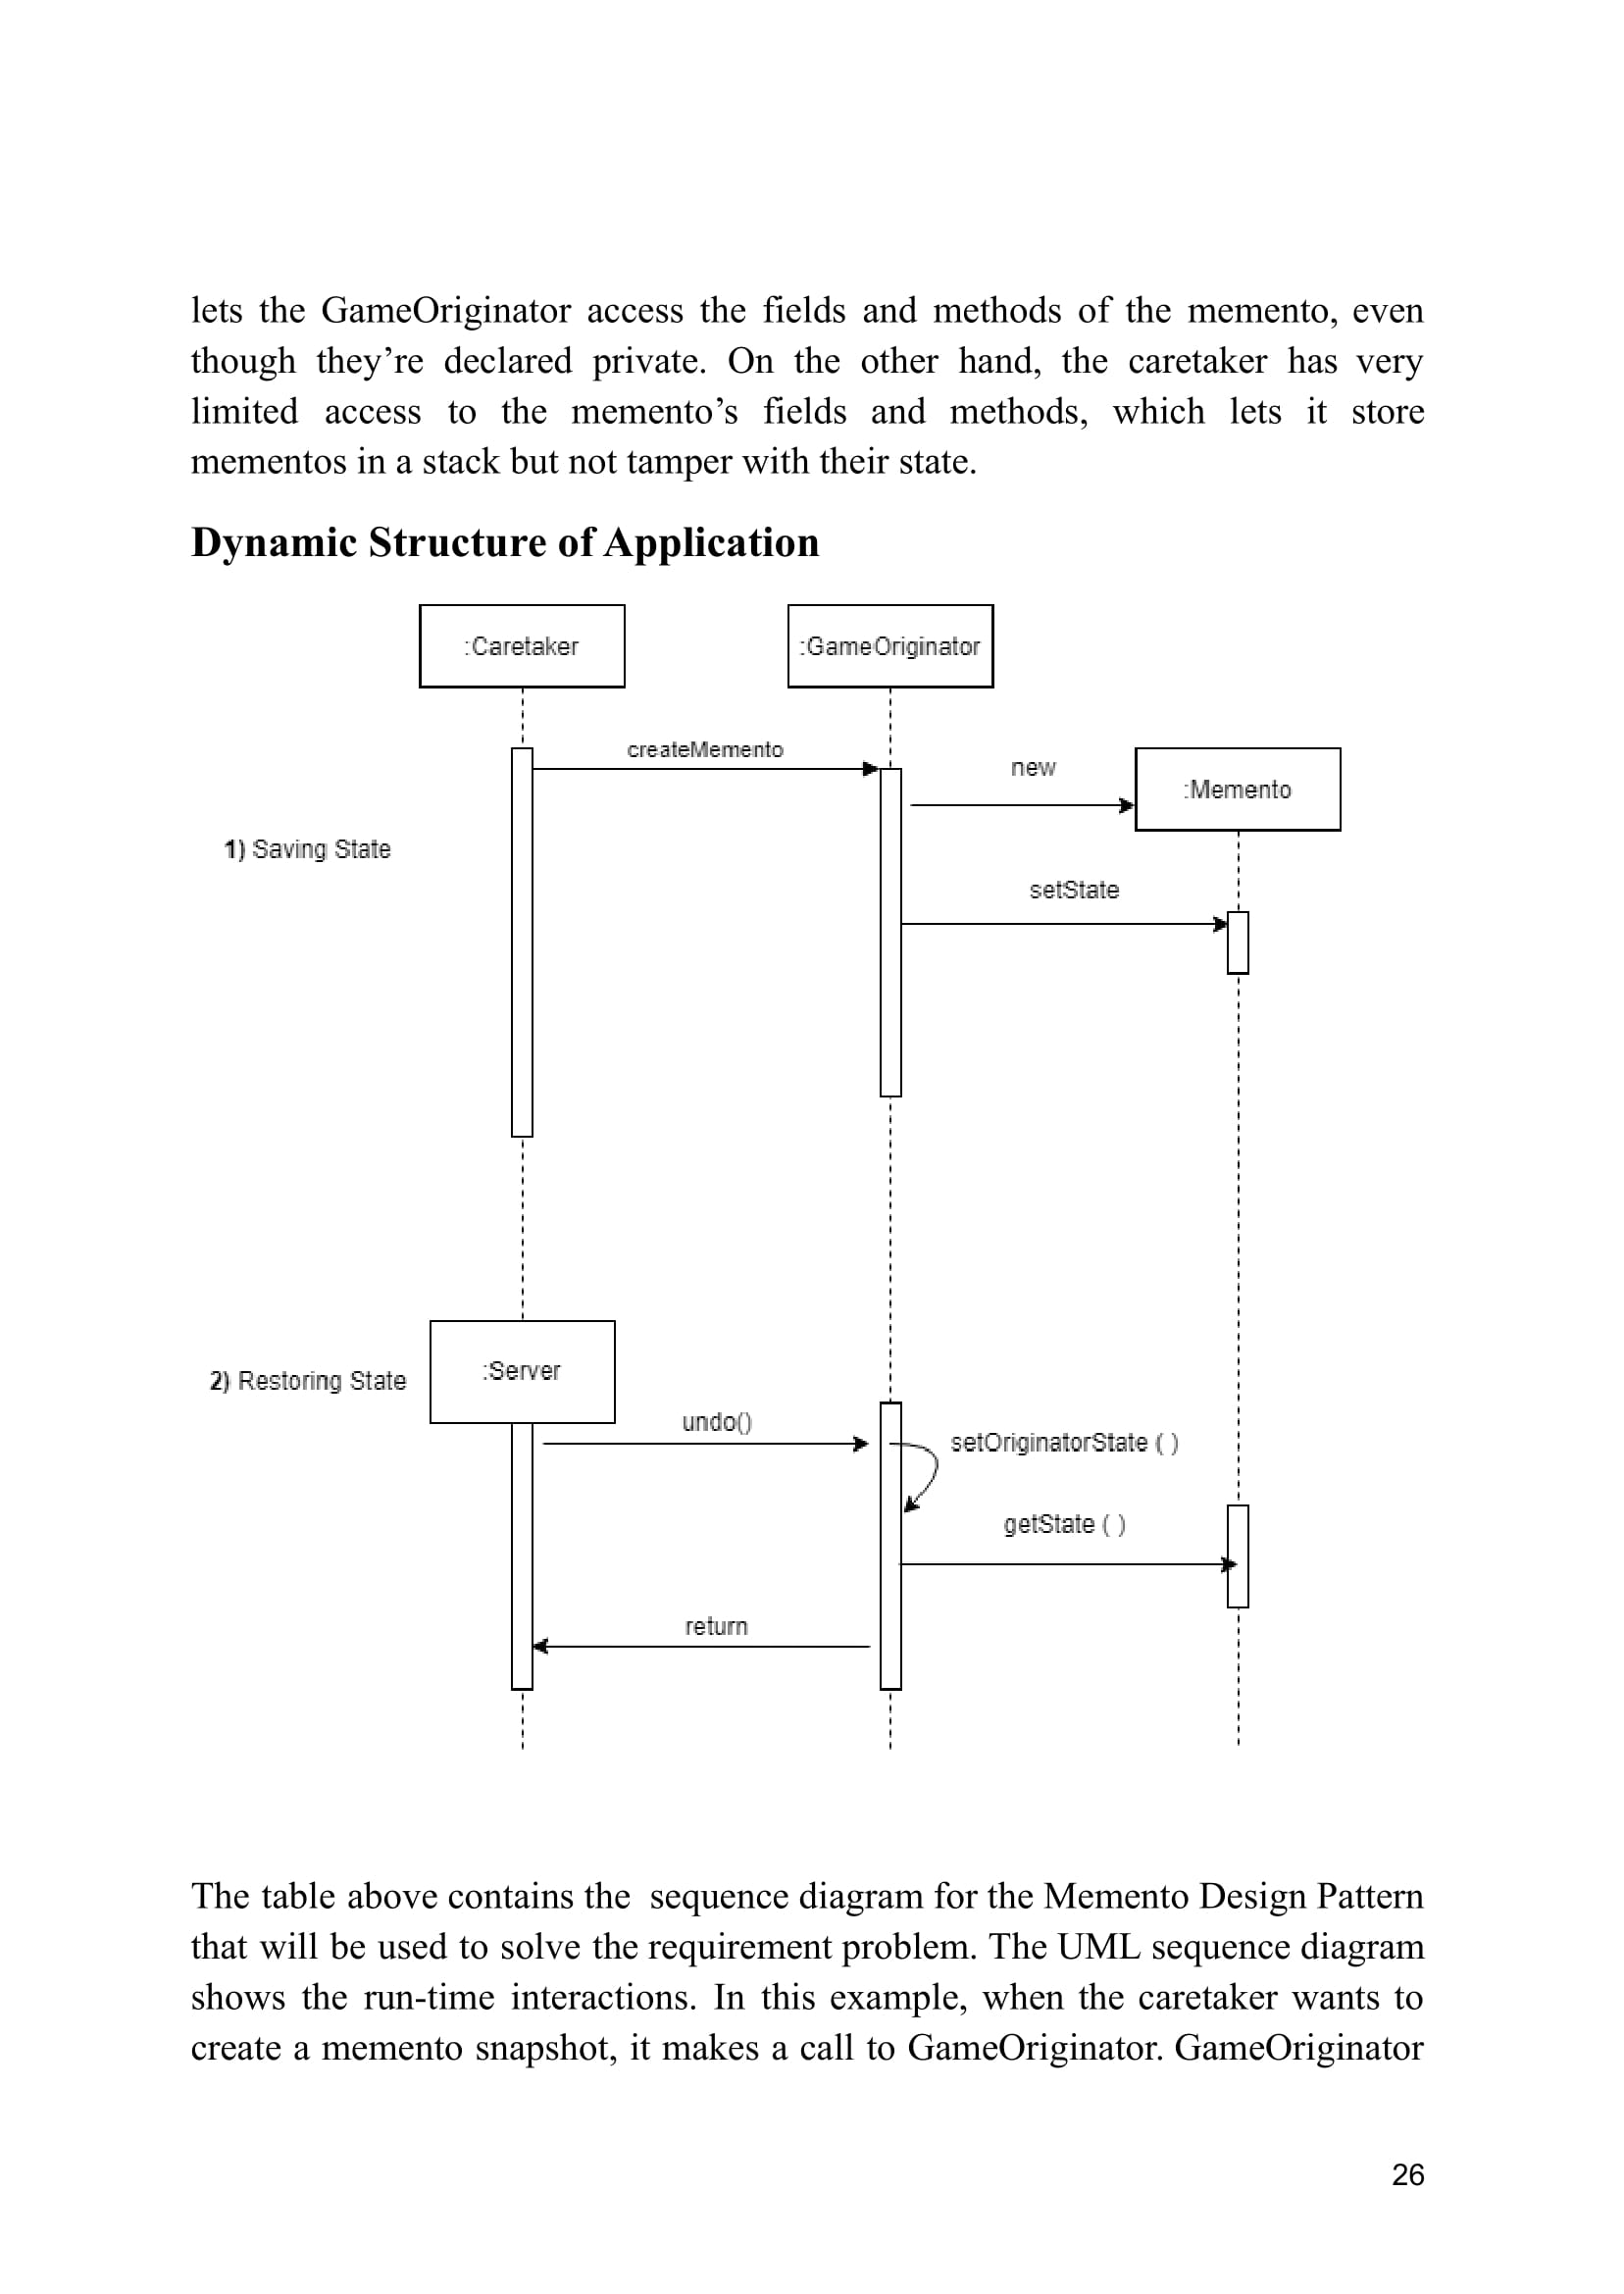 lets the GameOriginator access the fields and methods of the memento, even
though they’re declared private. On the other hand, the caretaker has very
limited access to the memento’s fields and methods, which lets it store
mementos in a stack but not tamper with their state.
Dynamic Structure of Application
:Caretaker
:GameOriginator
createMemento
new
:Memento
1) Saving State
setState
:Server
2) Restoring State
undo()
setOriginatorState ( )
getState ( )
return
The table above contains the  sequence diagram for the Memento Design Pattern
that will be used to solve the requirement problem. The UML sequence diagram
shows the run-time interactions. In this example, when the caretaker wants to
create a memento snapshot, it makes a call to GameOriginator. GameOriginator
26